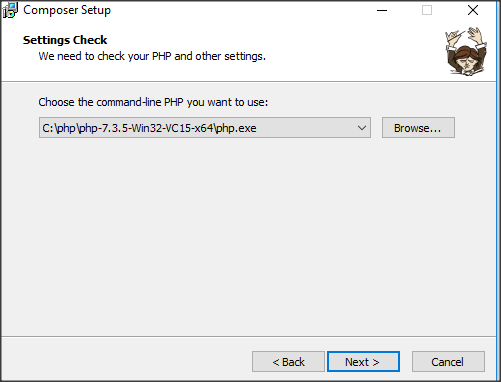 Composer Setup
Settings Check
We need to check your PHP and other settings.
Choose the command-line PHP you want to use:
C:\php\php-7.3.5-Win32-VC15-x64\php.exe
Browse...
< Back
Next >
Cancel